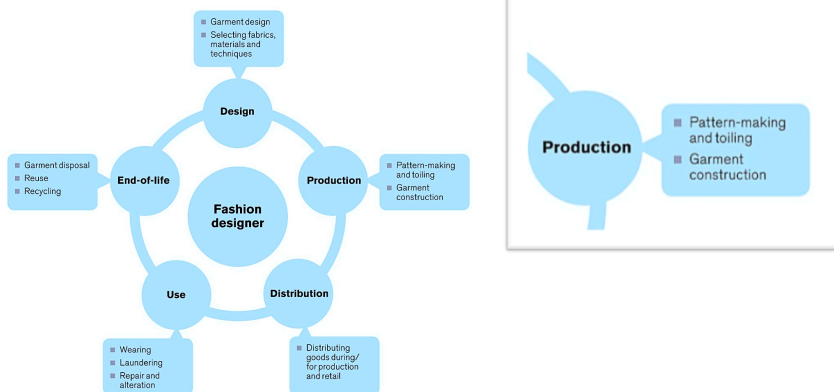 Garment design
Selecting fabrics,
materials and
techniques
Design
Production
Pattern-making
and toiling
Garment
construction
Distribution
Distributing
goods during/
for production
and retail
Use
Wearing
Laundering
Repair and
alteration
End-of-life
Garment disposal
Reuse
Recycling
Fashion
designer
Production
Pattern-making
and toiling
Garment
construction